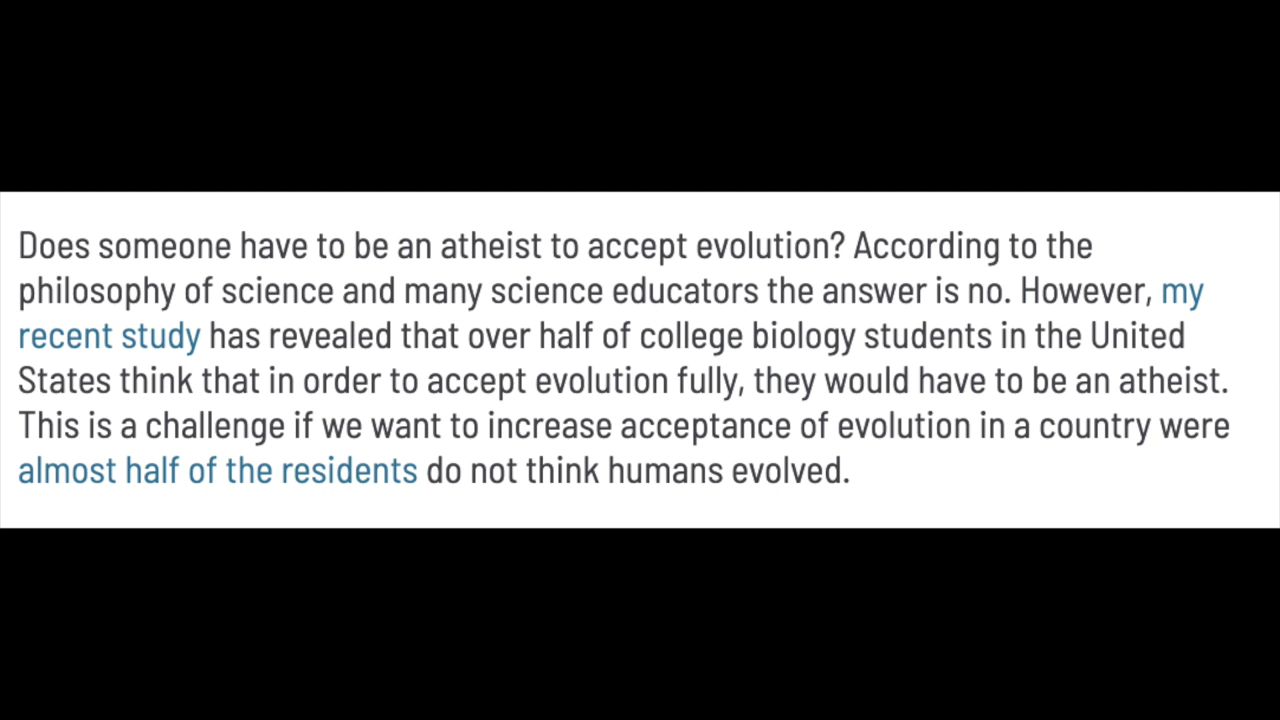 Does someone have to be an atheist to accept evolution? According to the
philosophy of science and many science educators the answer is no. However, my
recent study has revealed that over half of college biology students in the United
States think that in order to accept evolution fully, they would have to be an atheist.
This is a challenge if we want to increase acceptance of evolution in a country were
almost half of the residents do not think humans evolved.